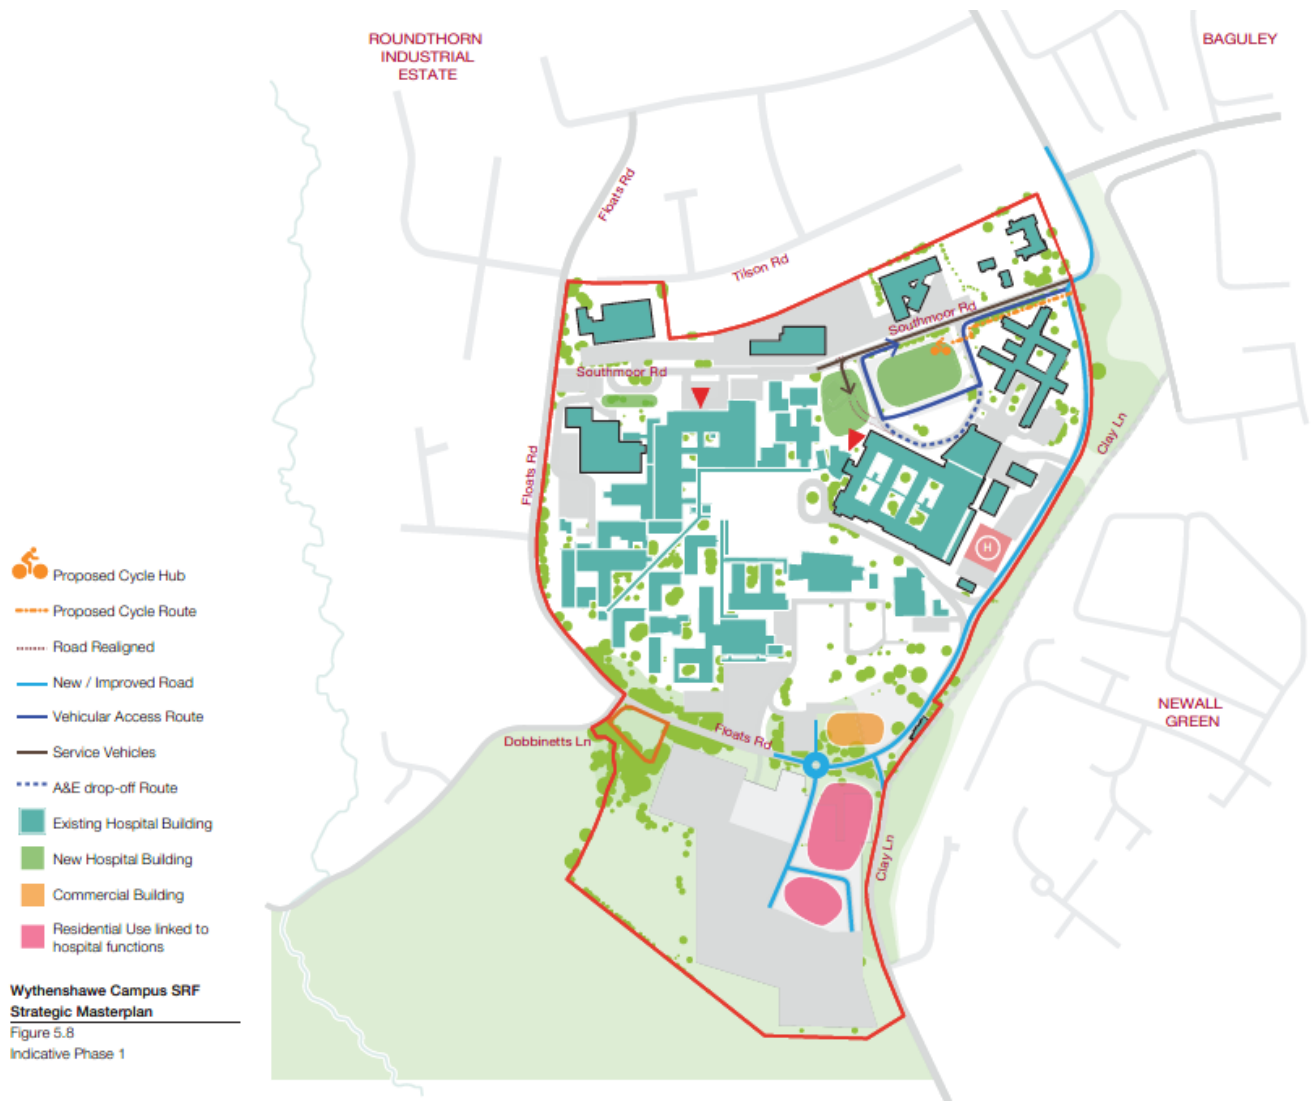 ROUNDTHORN
INDUSTRIAL
ESTATE
BAGULEY
Floats Rd
Tilson Rd
Southmoor Rd
Southmoor Rd
Clay Ln
Floats Rd
H
NEWALL
GREEN
Dobbinetts Ln
Floats Rd
Clay Ln
Proposed Cycle Hub
Proposed Cycle Route
Road Realigned
New / Improved Road
Vehicular Access Route
Service Vehicles
A&E drop-off Route
Existing Hospital Building
New Hospital Building
Commercial Building
Residential Use linked to
hospital functions
Wythenshawe Campus SRF
Strategic Masterplan
Figure 5.8
Indicative Phase 1